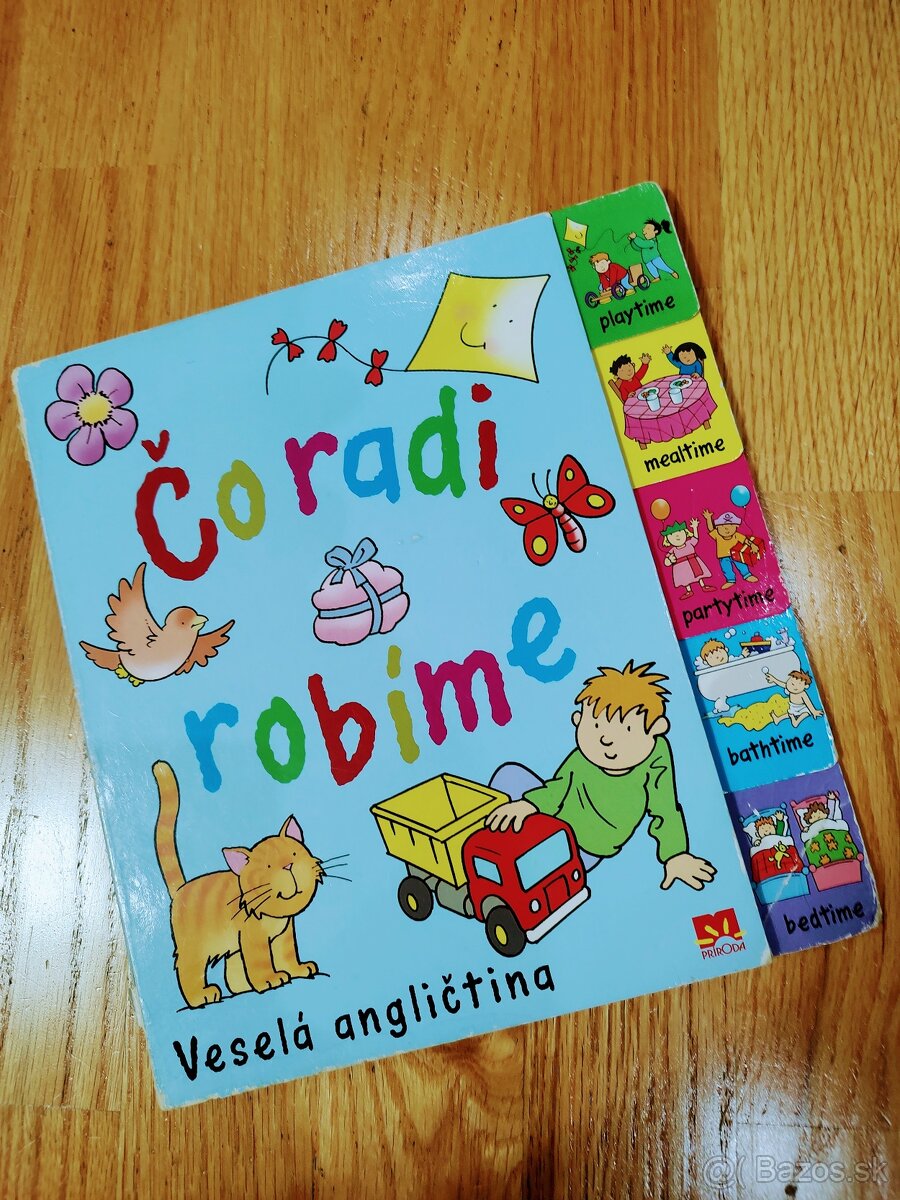 Čo radi
robíme
Veselá angličtina
PRÍRODA
playtime
mealtime
partytime
bathtime
bedtime
@( Bazos.sk